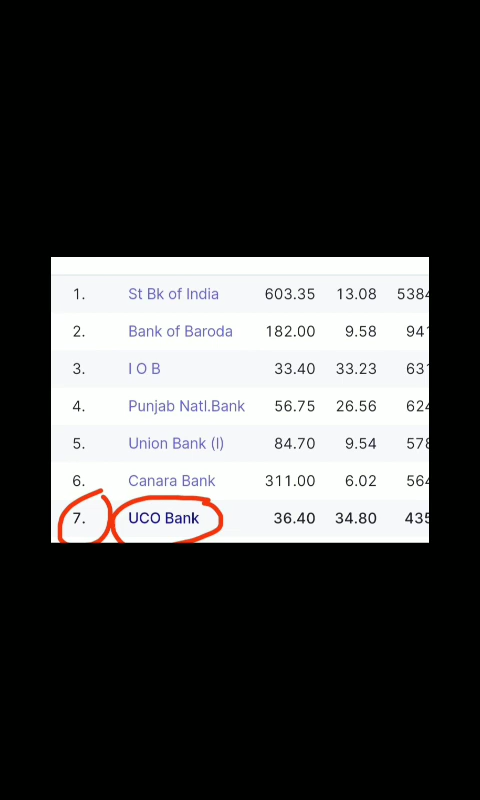 1. St Bk of India 603.35 13.08 5384
2. Bank of Baroda 182.00 9.58 941
3. I O B 33.40 33.23 631
4. Punjab Natl.Bank 56.75 26.56 624
5. Union Bank (I) 84.70 9.54 578
6. Canara Bank 311.00 6.02 564
7. UCO Bank 36.40 34.80 435